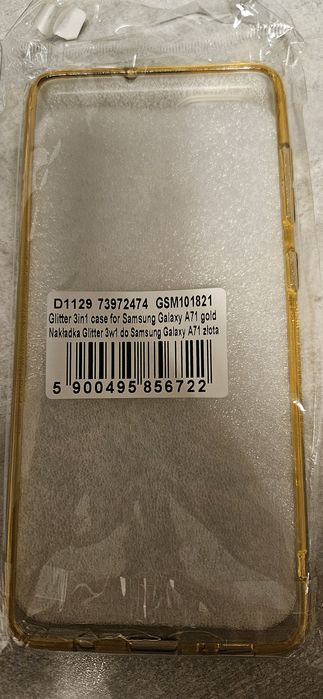 D1129 73972474 GSM101821
Glitter 3in1 case for Samsung Galaxy A71 gold
Nakładka Glitter 3w1 do Samsung Galaxy A71 złota
5 900495 856722